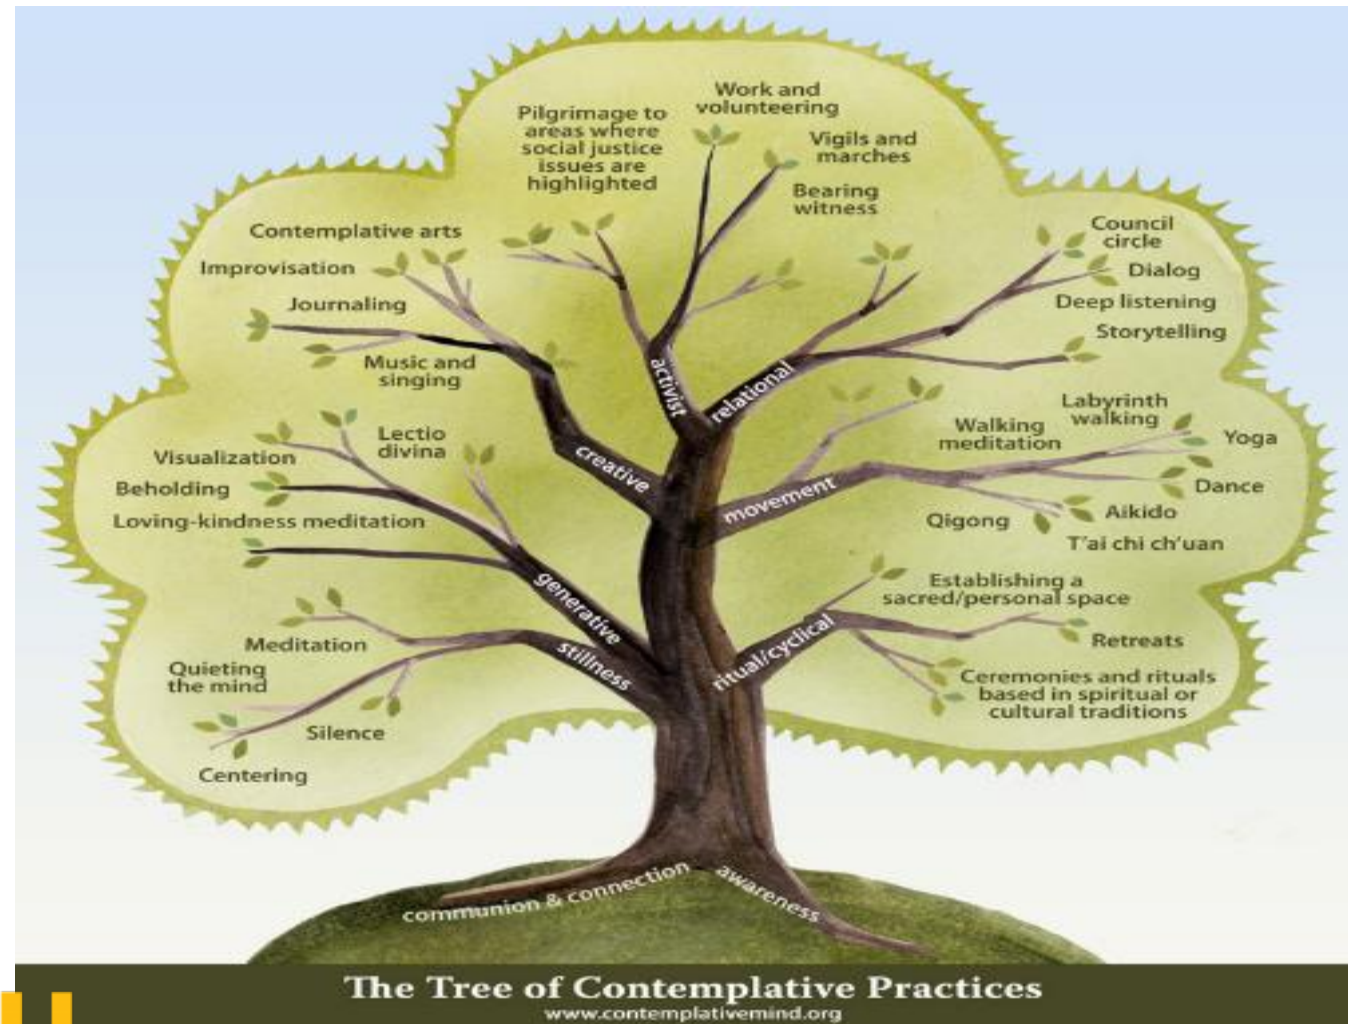 Work and
volunteering
Pilgrimage to
areas where
social justice
issues are
highlighted
Vigils and
marches
Bearing
witness
Contemplative arts
Improvisation
Journaling
Music and
singing
Council
circle
Dialog
Deep listening
Storytelling
activist
relational
creative
movement
Labyrinth
walking
Walking
meditation
Yoga
Dance
Aikido
Qigong
T'ai chi ch'uan
Lectio
divina
Visualization
Beholding
Loving-kindness meditation
generative
stillness
ritual/cyclical
Establishing a
sacred/personal space
Retreats
Ceremonies and rituals
based in spiritual or
cultural traditions
Meditation
Quieting
the mind
Silence
Centering
communion & connection
awareness
The Tree of Contemplative Practices
www.contemplativemind.org